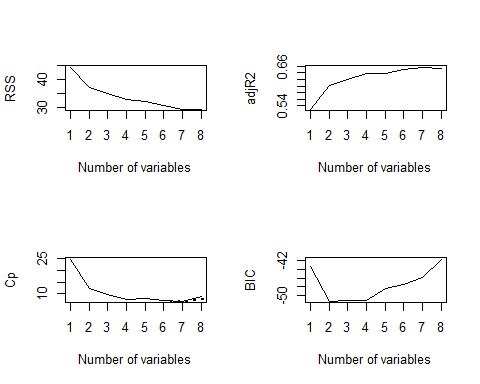 RSS
40
30
1 2 3 4 5 6 7 8
Number of variables
adjR2
0.66
0.54
1 2 3 4 5 6 7 8
Number of variables
Cp
25
10
1 2 3 4 5 6 7 8
Number of variables
BIC
-42
-50
1 2 3 4 5 6 7 8
Number of variables